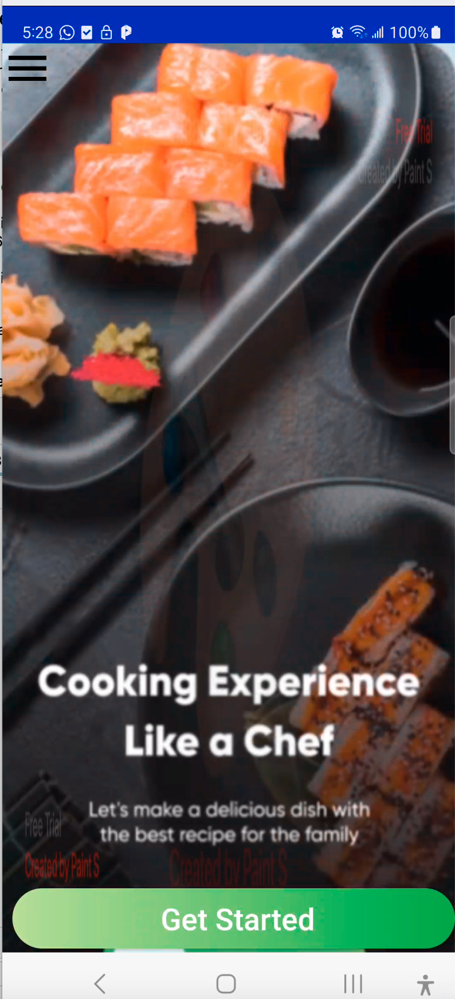 5:28 100%
Free Trial
Created by Paint S
Cooking Experience
Like a Chef
Let's make a delicious dish with
the best recipe for the family
Free Trial
Created by Paint S
Created by Paint S
Get Started